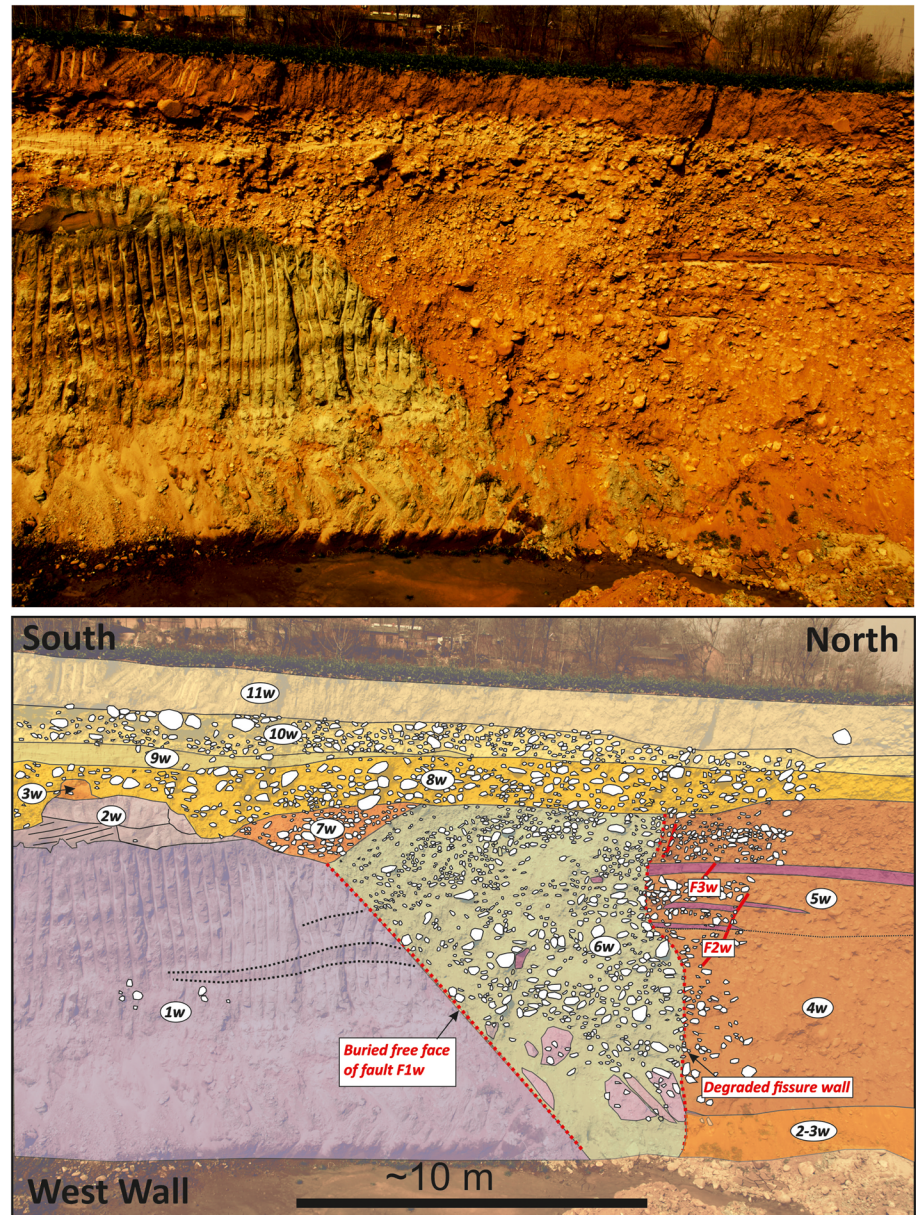 South
North
11w
10w
9w
8w
3w
2w
7w
F3w
5w
6w
F2w
1w
4w
Buried free face
of fault F1w
Degraded fissure wall
2-3w
~10 m
West Wall